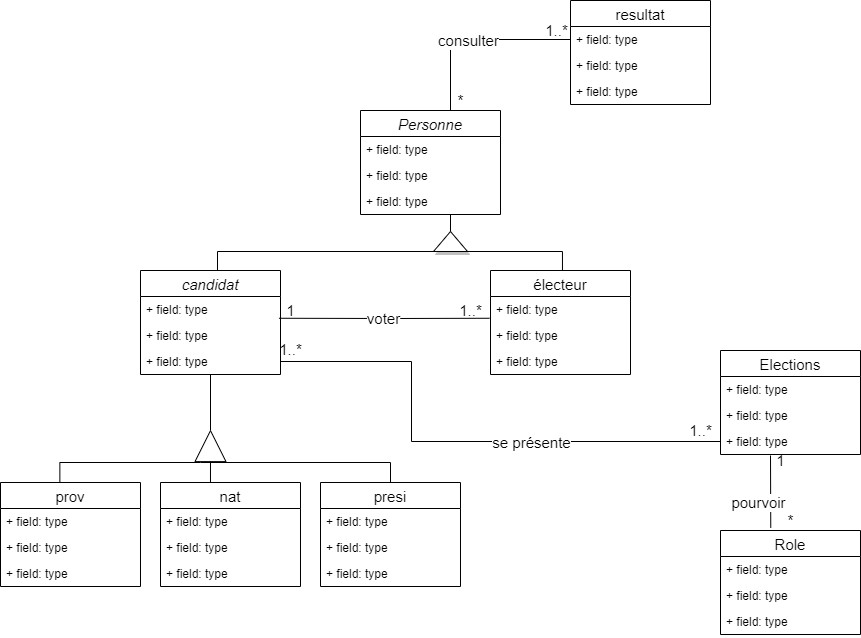 resultat
+ field: type
+ field: type
+ field: type
1..*
consulter
*
Personne
+ field: type
+ field: type
+ field: type
candidat
+ field: type
+ field: type
+ field: type
1
voter
1..*
électeur
+ field: type
+ field: type
+ field: type
1..*
se présente
1..*
Elections
+ field: type
+ field: type
+ field: type
1
pourvoir
*
prov
+ field: type
+ field: type
+ field: type
nat
+ field: type
+ field: type
+ field: type
presi
+ field: type
+ field: type
+ field: type
Role
+ field: type
+ field: type
+ field: type